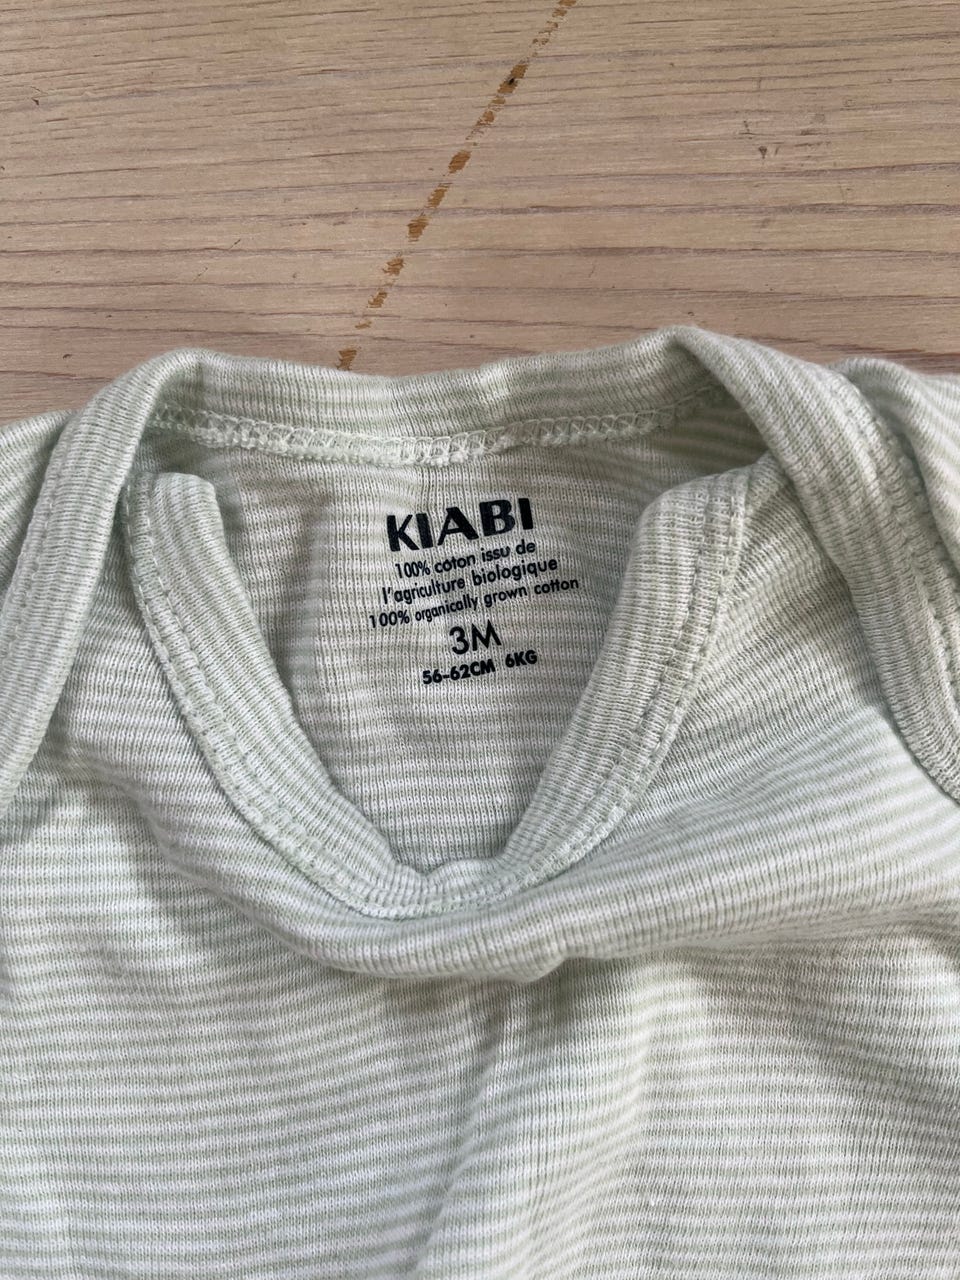 KIABI
100% coton issu de
l'agriculture biologique
100% organically grown cotton
3M
56-62CM 6KG